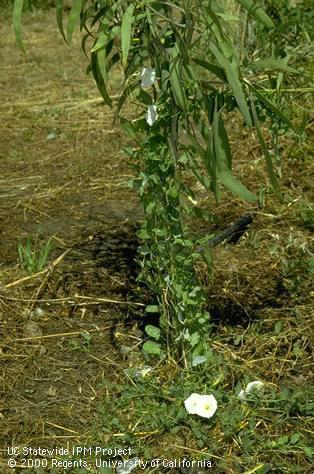 UC Statewide IPM Project
© 2000 Regents, University of California